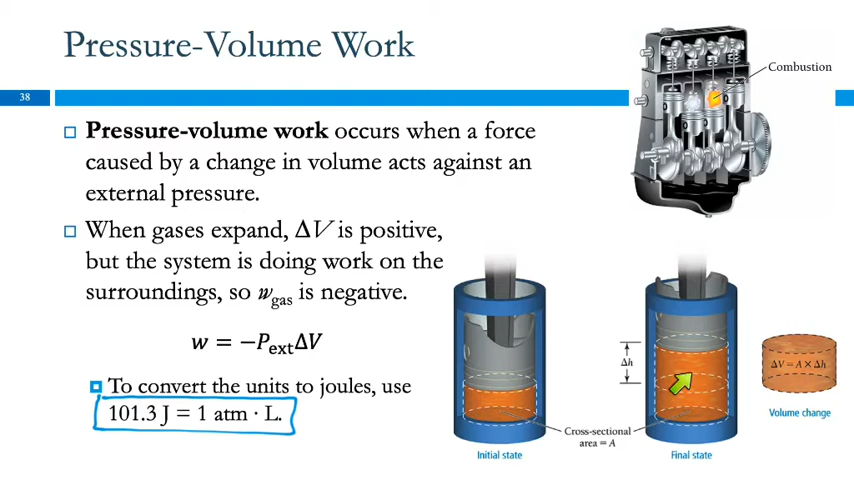 Pressure-Volume Work
38
Combustion
Pressure-volume work occurs when a force
caused by a change in volume acts against an
external pressure.
When gases expand, ΔV is positive,
but the system is doing work on the
surroundings, so w_gas is negative.
w = −P_ext ΔV
To convert the units to joules, use
101.3 J = 1 atm · L.
Δh
ΔV = A × Δh
Volume change
Cross-sectional
area = A
Initial state
Final state